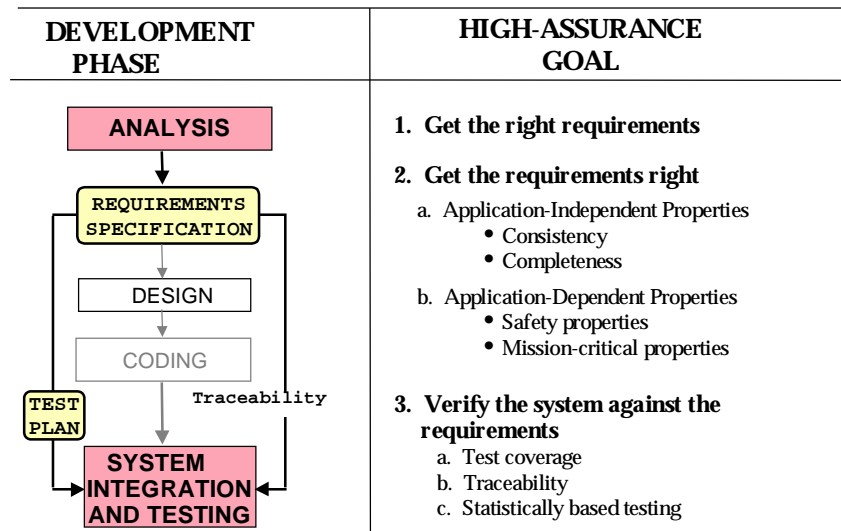 DEVELOPMENT
PHASE
HIGH-ASSURANCE
GOAL
ANALYSIS
REQUIREMENTS
SPECIFICATION
DESIGN
CODING
Traceability
TEST
PLAN
SYSTEM
INTEGRATION
AND TESTING
1. Get the right requirements
2. Get the requirements right
a. Application-Independent Properties
• Consistency
• Completeness
b. Application-Dependent Properties
• Safety properties
• Mission-critical properties
3. Verify the system against the
requirements
a. Test coverage
b. Traceability
c. Statistically based testing